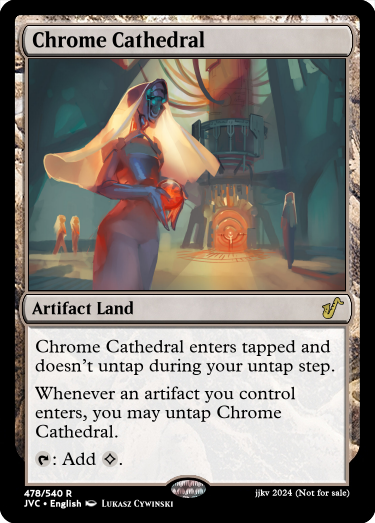 Chrome Cathedral
Artifact Land
Chrome Cathedral enters tapped and
doesn't untap during your untap step.
Whenever an artifact you control
enters, you may untap Chrome
Cathedral.
: Add .
478/540 R
jjkv 2024 (Not for sale)
JVC • English LUKASZ CYWINSKI